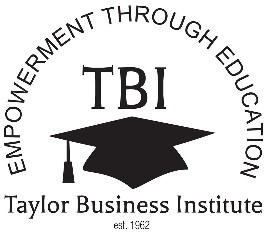 EMPOWERMENT THROUGH EDUCATION
TBI
Taylor Business Institute
est. 1962